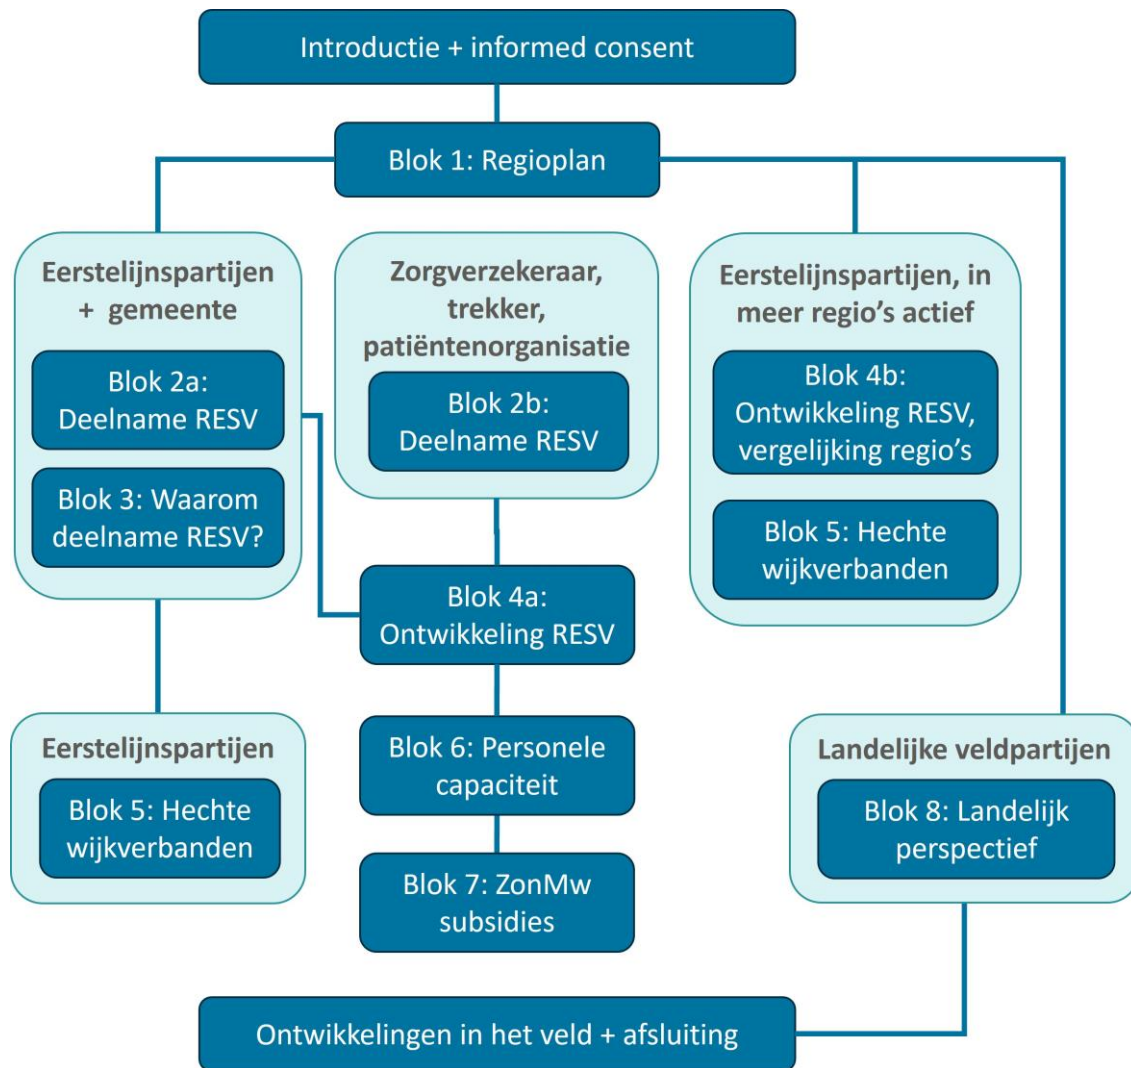 Introductie + informed consent
Blok 1: Regioplan
Eerstelijnspartijen
+ gemeente
Blok 2a:
Deelname RESV
Blok 3: Waarom
deelname RESV?
Zorgverzekeraar,
trekker,
patiëntenorganisatie
Blok 2b:
Deelname RESV
Eerstelijnspartijen, in
meer regio's actief
Blok 4b:
Ontwikkeling RESV,
vergelijking regio's
Blok 5: Hechte
wijkverbanden
Blok 4a:
Ontwikkeling RESV
Eerstelijnspartijen
Blok 5: Hechte
wijkverbanden
Blok 6: Personele
capaciteit
Blok 7: ZonMw
subsidies
Landelijke veldpartijen
Blok 8: Landelijk
perspectief
Ontwikkelingen in het veld + afsluiting